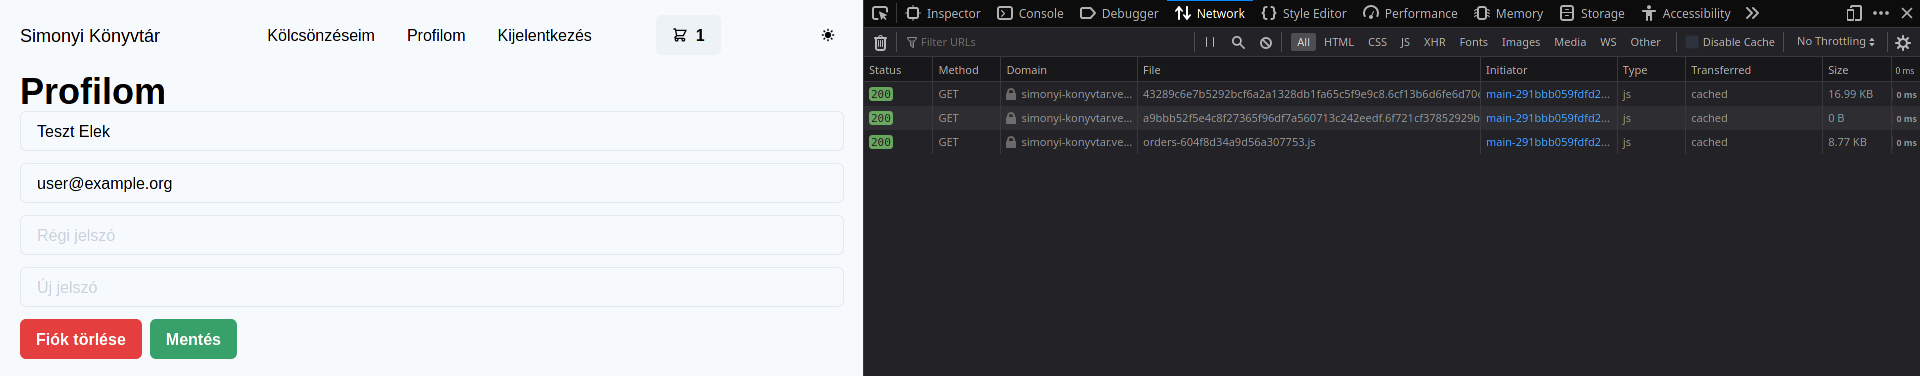 Simonyi Könyvtár Kölcsönzéseim Profilom Kijelentkezés 1
Profilom
Teszt Elek
user@example.org
Régi jelszó
Új jelszó
Fiók törlése Mentés
Inspector Console Debugger Network Style Editor Performance Memory Storage Accessibility
Filter URLs All HTML CSS JS XHR Fonts Images Media WS Other Disable Cache No Throttling
Status Method Domain File Initiator Type Transferred Size 0 ms
200 GET simonyi-konyvtar.ve... 43289c6e7b5292bcf6a2a1328db1fa65c5f9e9c8.6cf13b6d6fe6d70c main-291bbb059fdfd2... js cached 16.99 KB 0 ms
200 GET simonyi-konyvtar.ve... a9bbb52f5e4c8f27365f96df7a560713c242eedf.6f721cf37852929b main-291bbb059fdfd2... js cached 0 B 0 ms
200 GET simonyi-konyvtar.ve... orders-604f8d34a9d56a307753.js main-291bbb059fdfd2... js cached 8.77 KB 0 ms